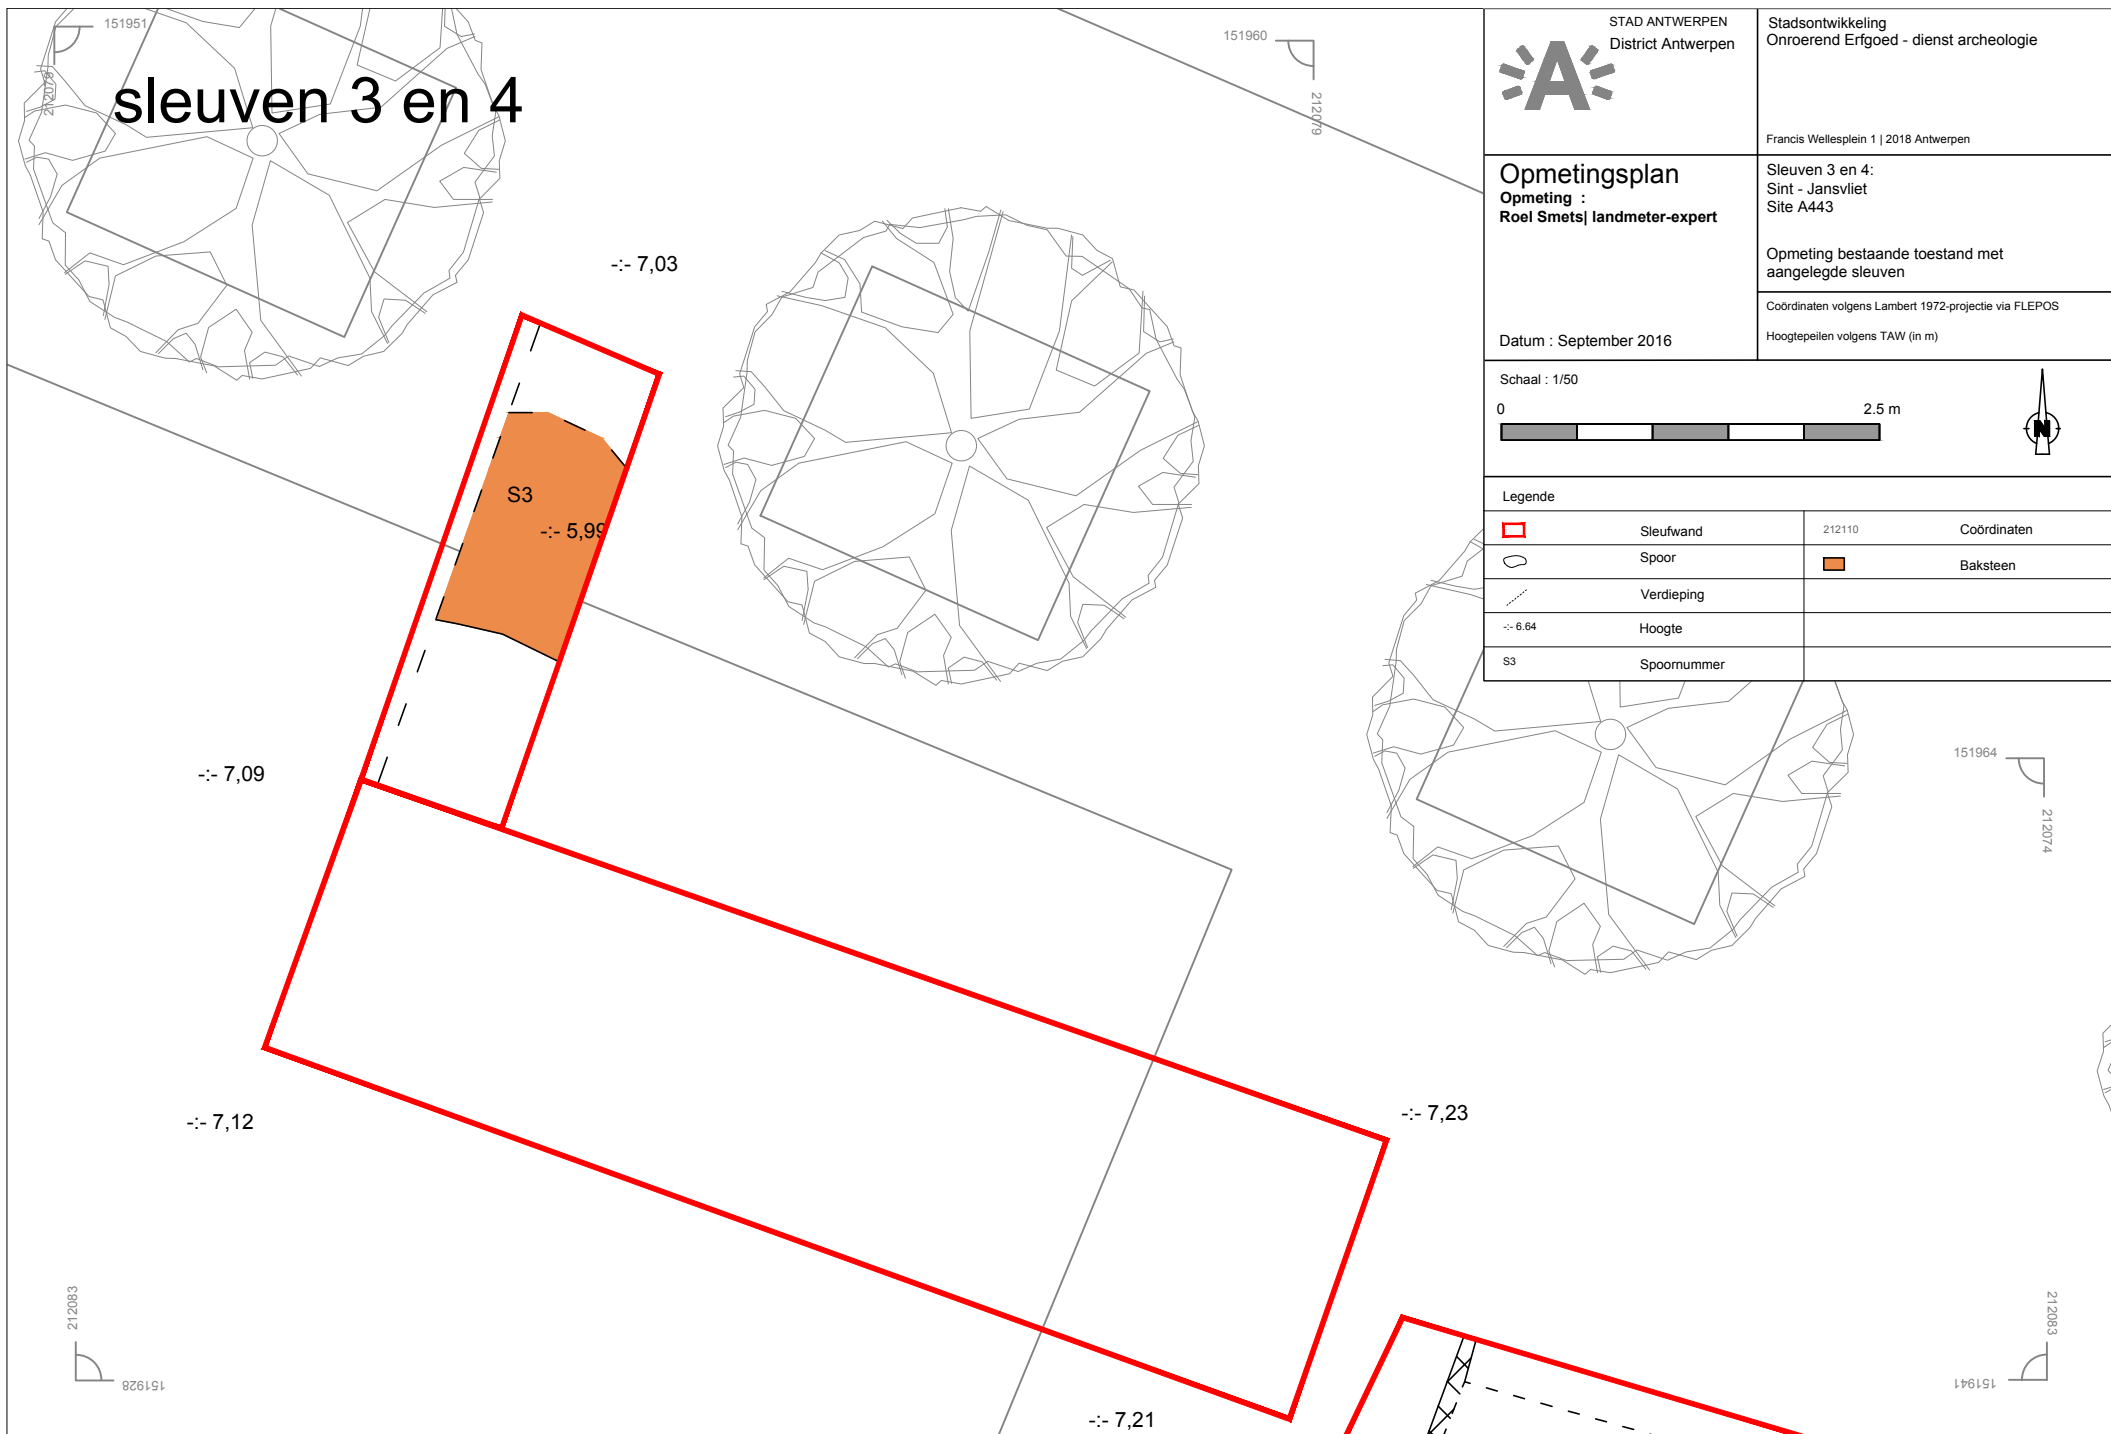 sleuven 3 en 4
151951
212079
151960
212079
-:- 7,03
S3
-:- 5,99
-:- 7,09
-:- 7,12
-:- 7,23
-:- 7,21
151964
212074
212083
151928
212083
151941
STAD ANTWERPEN
District Antwerpen
A
Stadsontwikkeling
Onroerend Erfgoed - dienst archeologie
Francis Wellesplein 1 | 2018 Antwerpen
Opmetingsplan
Opmeting :
Roel Smets| landmeter-expert
Datum : September 2016
Sleuven 3 en 4:
Sint - Jansvliet
Site A443
Opmeting bestaande toestand met
aangelegde sleuven
Coördinaten volgens Lambert 1972-projectie via FLEPOS
Hoogtepeilen volgens TAW (in m)
Schaal : 1/50
0 2.5 m
N
Legende
Sleufwand
212110 Coördinaten
Spoor
Baksteen
Verdieping
-:- 6.64 Hoogte
S3 Spoornummer